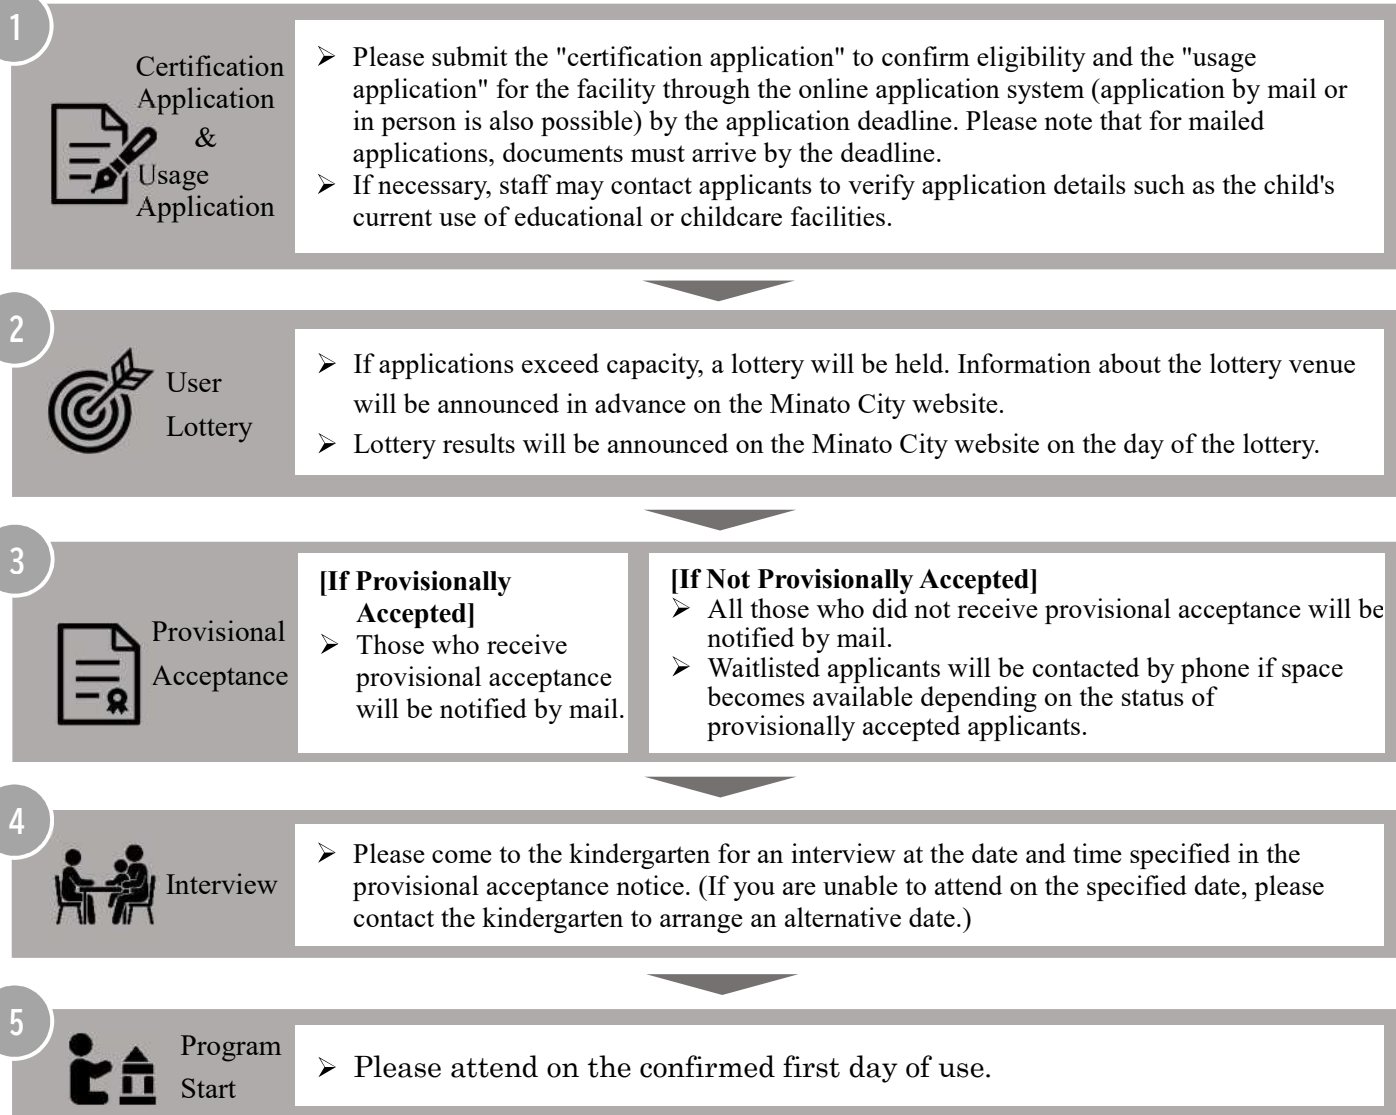 1
Certification
Application
&
Usage
Application
➢ Please submit the "certification application" to confirm eligibility and the "usage
application" for the facility through the online application system (application by mail or
in person is also possible) by the application deadline. Please note that for mailed
applications, documents must arrive by the deadline.
➢ If necessary, staff may contact applicants to verify application details such as the child's
current use of educational or childcare facilities.
2
User
Lottery
➢ If applications exceed capacity, a lottery will be held. Information about the lottery venue
will be announced in advance on the Minato City website.
➢ Lottery results will be announced on the Minato City website on the day of the lottery.
3
Provisional
Acceptance
[If Provisionally
Accepted]
➢ Those who receive
provisional acceptance
will be notified by mail.
[If Not Provisionally Accepted]
➢ All those who did not receive provisional acceptance will be
notified by mail.
➢ Waitlisted applicants will be contacted by phone if space
becomes available depending on the status of
provisionally accepted applicants.
4
Interview
➢ Please come to the kindergarten for an interview at the date and time specified in the
provisional acceptance notice. (If you are unable to attend on the specified date, please
contact the kindergarten to arrange an alternative date.)
5
Program
Start
➢ Please attend on the confirmed first day of use.